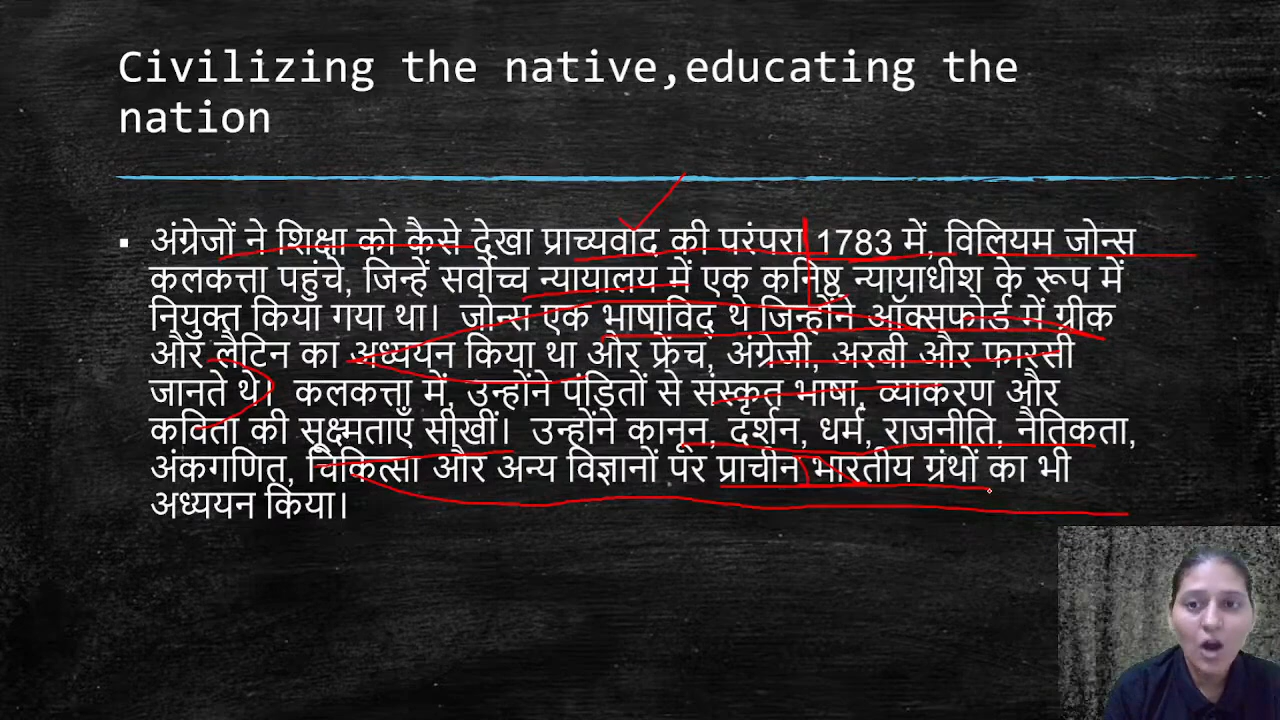 Civilizing the native,educating the
nation
▪ अंग्रेजों ने शिक्षा को कैसे देखा प्राच्यवाद की परंपरा 1783 में, विलियम जोन्स
कलकत्ता पहुंचे, जिन्हें सर्वोच्च न्यायालय में एक कनिष्ठ न्यायाधीश के रूप में
नियुक्त किया गया था। जोन्स एक भाषाविद् थे जिन्होंने ऑक्सफोर्ड में ग्रीक
और लैटिन का अध्ययन किया था और फ्रेंच, अंग्रेजी, अरबी और फारसी
जानते थे। कलकत्ता में, उन्होंने पंडितों से संस्कृत भाषा, व्याकरण और
कविता की सूक्ष्मताएँ सीखीं। उन्होंने कानून, दर्शन, धर्म, राजनीति, नैतिकता,
अंकगणित, चिकित्सा और अन्य विज्ञानों पर प्राचीन भारतीय ग्रंथों का भी
अध्ययन किया।